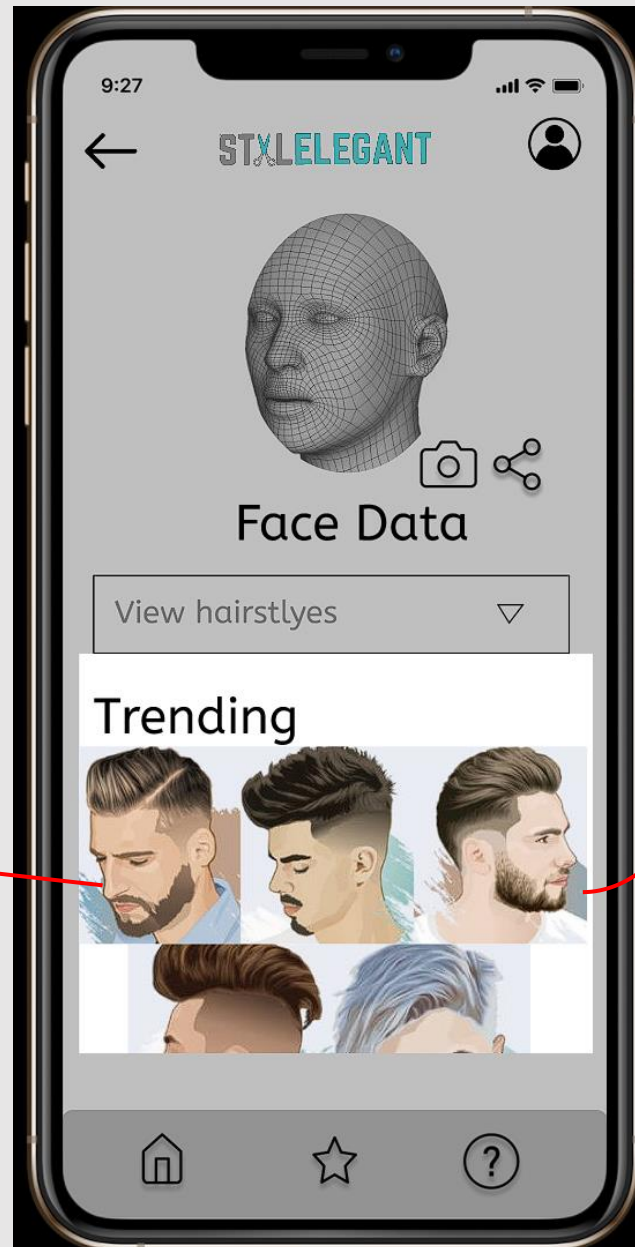 9:27
STYLELEGANT
Face Data
View hairstlyes
Trending
?